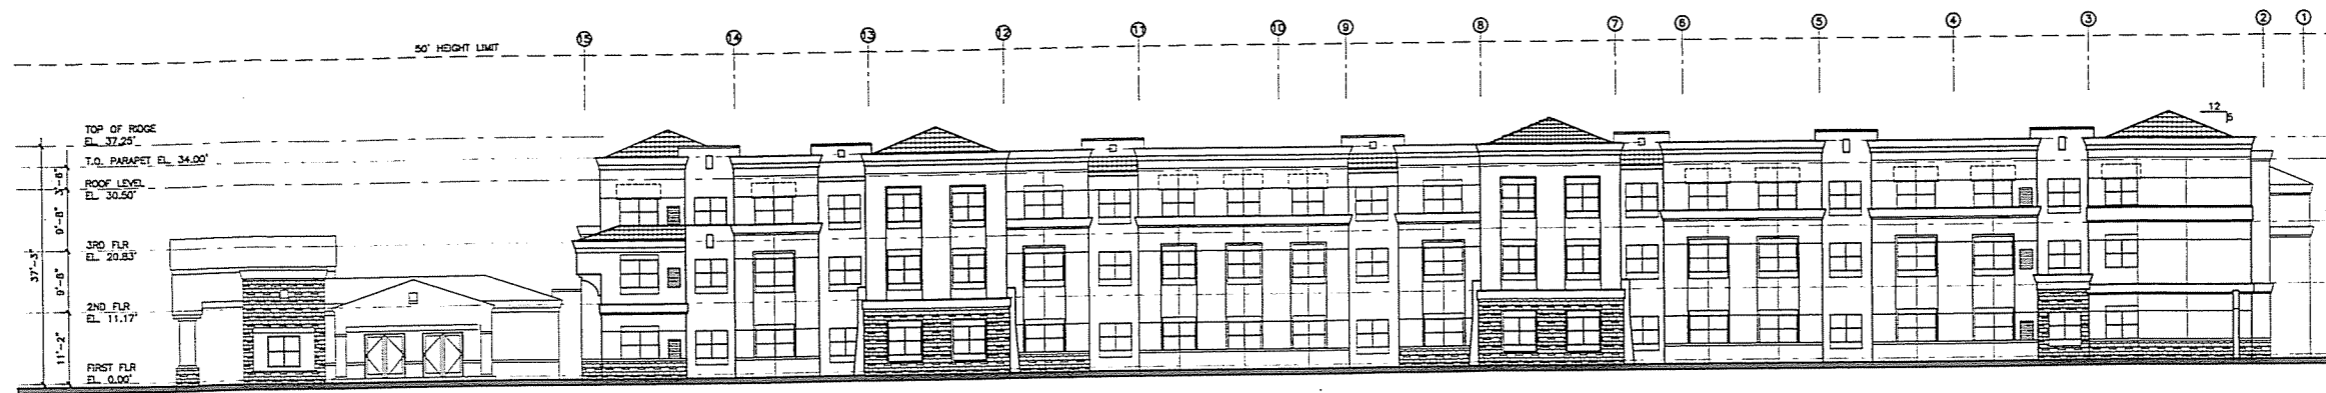 15 14 13 12 11 10 9 8 7 6 5 4 3 2 1
50' HEIGHT LIMIT
12
5
TOP OF RIDGE
EL. 37.25'
T.O. PARAPET EL. 34.00'
ROOF LEVEL
EL. 30.50'
3RD FLR
EL. 20.83'
2ND FLR
EL. 11.17'
FIRST FLR
EL. 0.00'
37'-3"
3'-6"
9'-8"
9'-8"
11'-2"